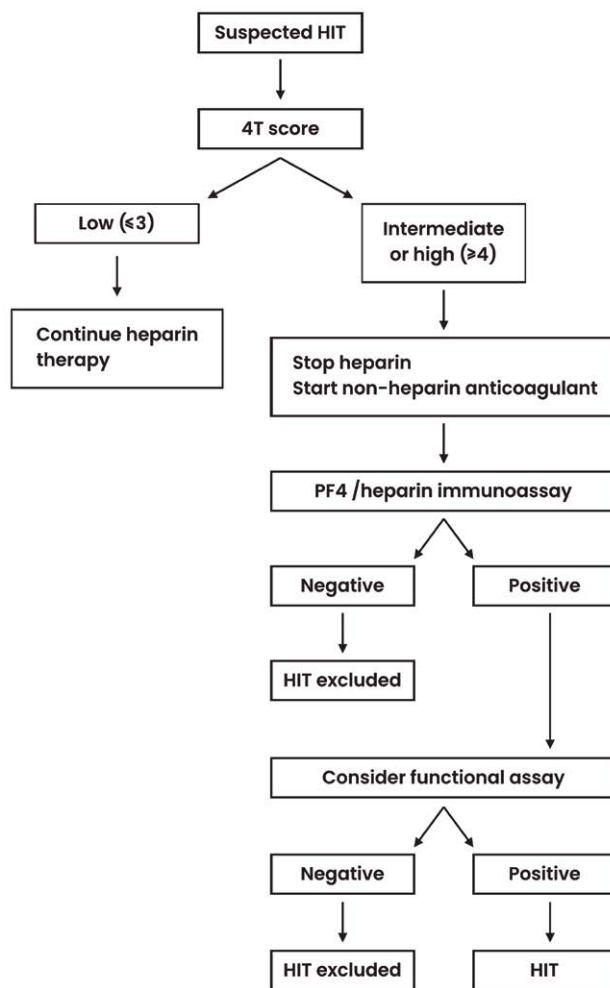 Suspected HIT
4T score
Low (⩽3)
Intermediate
or high (⩾4)
Continue heparin
therapy
Stop heparin
Start non-heparin anticoagulant
PF4 /heparin immunoassay
Negative
Positive
HIT excluded
Consider functional assay
Negative
Positive
HIT excluded
HIT